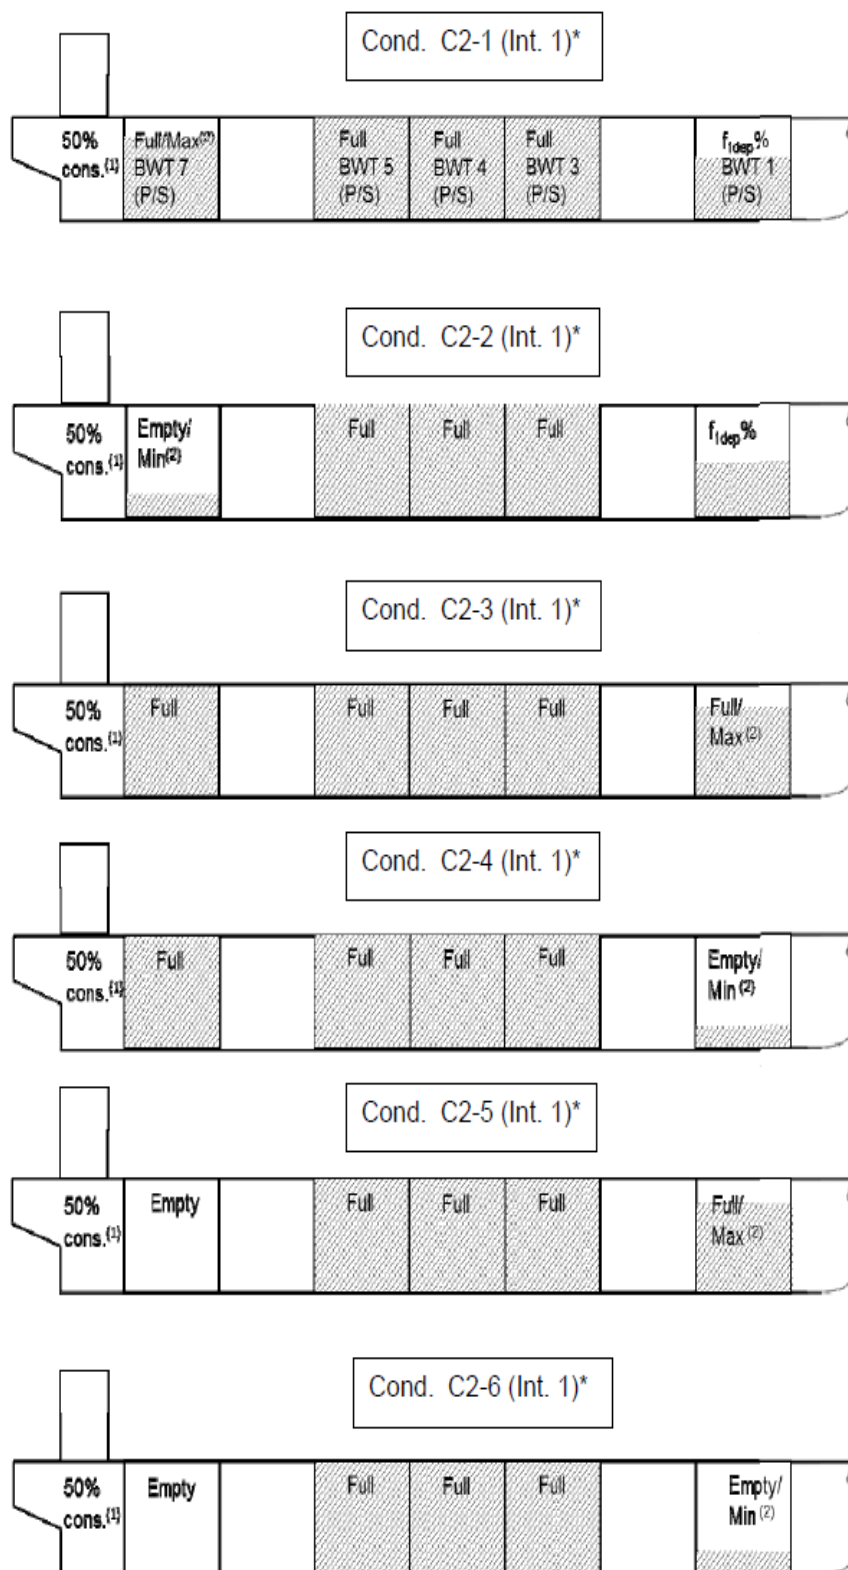 Cond. C2-1 (Int. 1)*
50%
cons.(1)
Full/Max(2)
BWT 7
(P/S)
Full
BWT 5
(P/S)
Full
BWT 4
(P/S)
Full
BWT 3
(P/S)
f1dep%
BWT 1
(P/S)
Cond. C2-2 (Int. 1)*
50%
cons.(1)
Empty/
Min(2)
Full
Full
Full
f1dep%
Cond. C2-3 (Int. 1)*
50%
cons.(1)
Full
Full
Full
Full
Full/
Max (2)
Cond. C2-4 (Int. 1)*
50%
cons.(1)
Full
Full
Full
Full
Empty/
Min (2)
Cond. C2-5 (Int. 1)*
50%
cons.(1)
Empty
Full
Full
Full
Full/
Max (2)
Cond. C2-6 (Int. 1)*
50%
cons.(1)
Empty
Full
Full
Full
Empty/
Min (2)